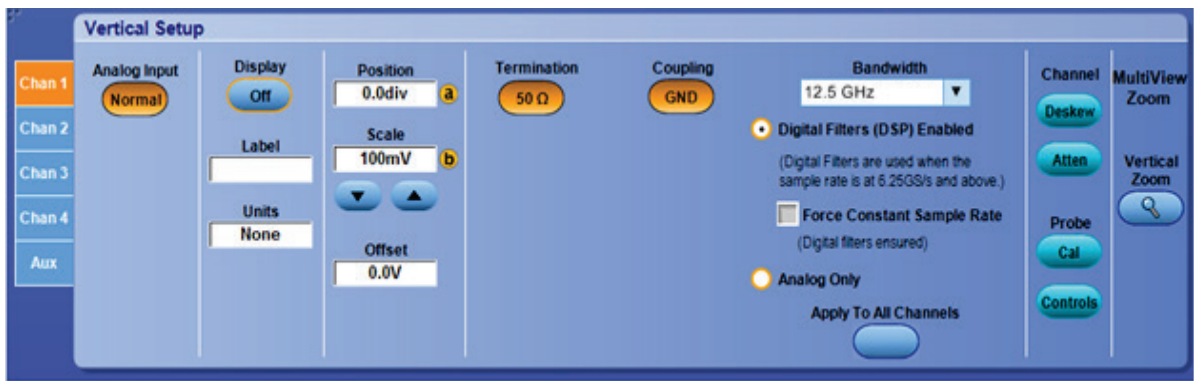 Vertical Setup
Chan 1
Chan 2
Chan 3
Chan 4
Aux
Analog Input
Normal
Display
Off
Label
Units
None
Position
0.0div
a
Scale
100mV
b
Offset
0.0V
Termination
50 Ω
Coupling
GND
Bandwidth
12.5 GHz
Digital Filters (DSP) Enabled
(Digital Filters are used when the
sample rate is at 6.25GS/s and above.)
Force Constant Sample Rate
(Digital filters ensured)
Analog Only
Apply To All Channels
Channel
Deskew
Atten
Probe
Cal
Controls
MultiView
Zoom
Vertical
Zoom